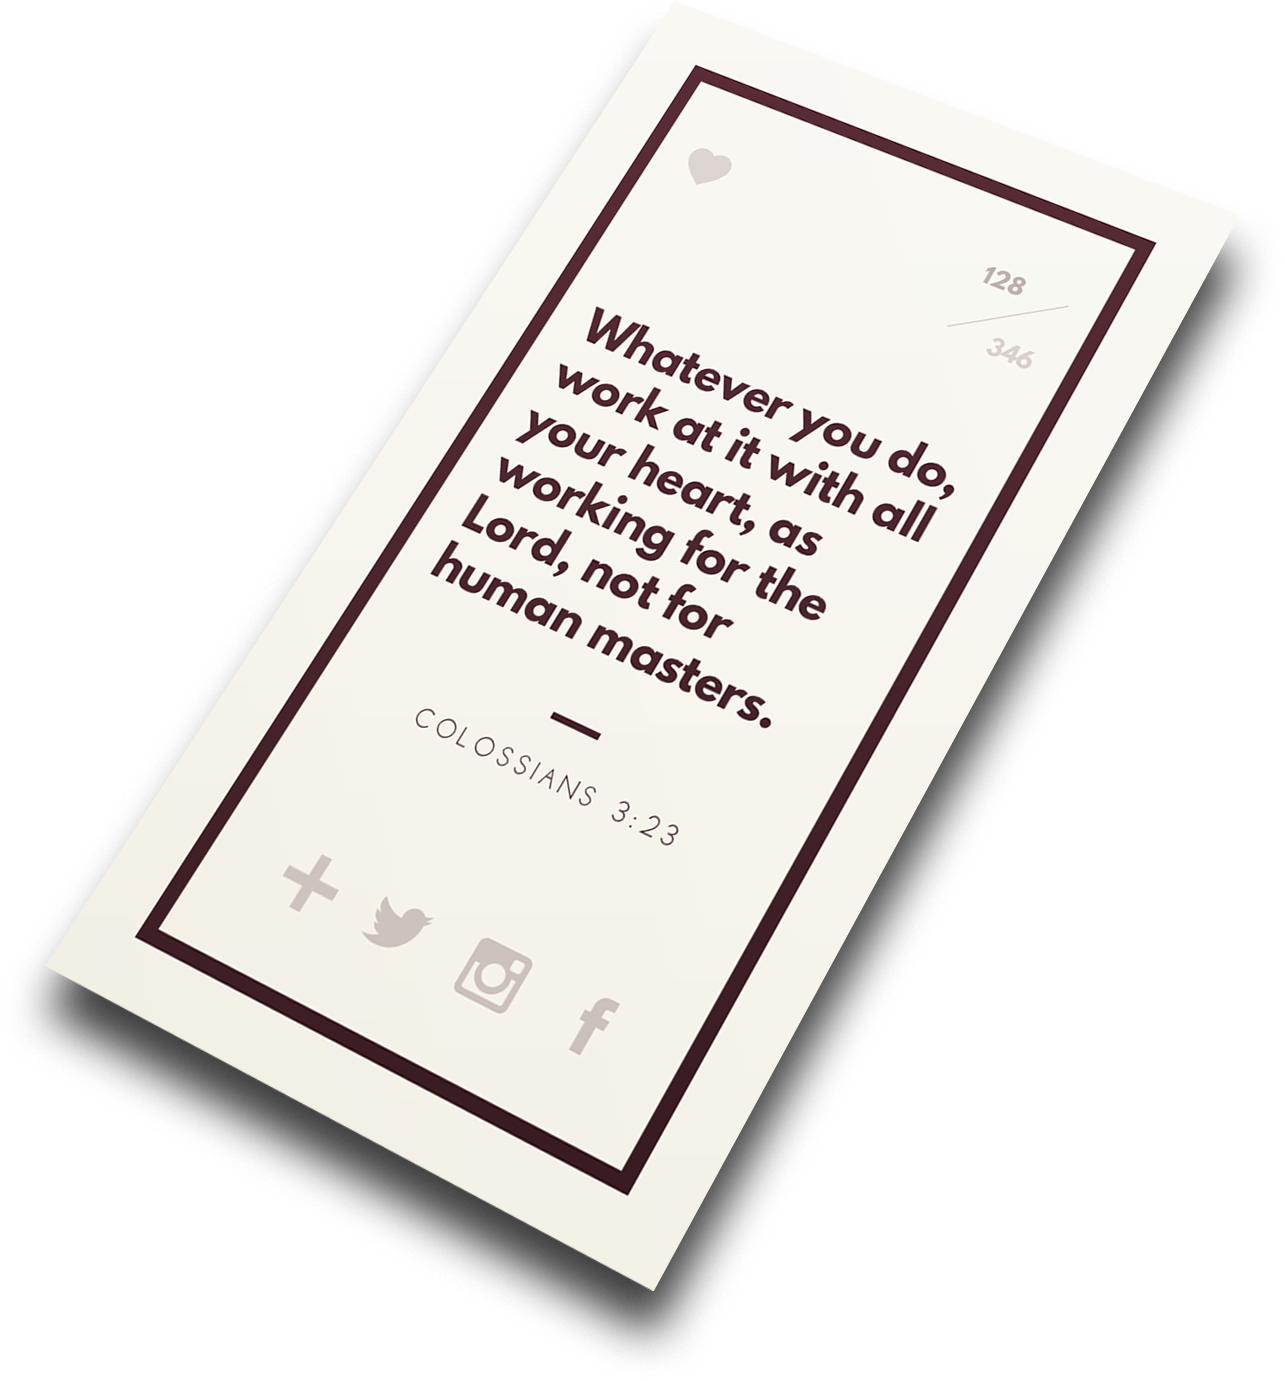 128
346
Whatever you do,
work at it with all
your heart, as
working for the
Lord, not for
human masters.
COLOSSIANS 3:23